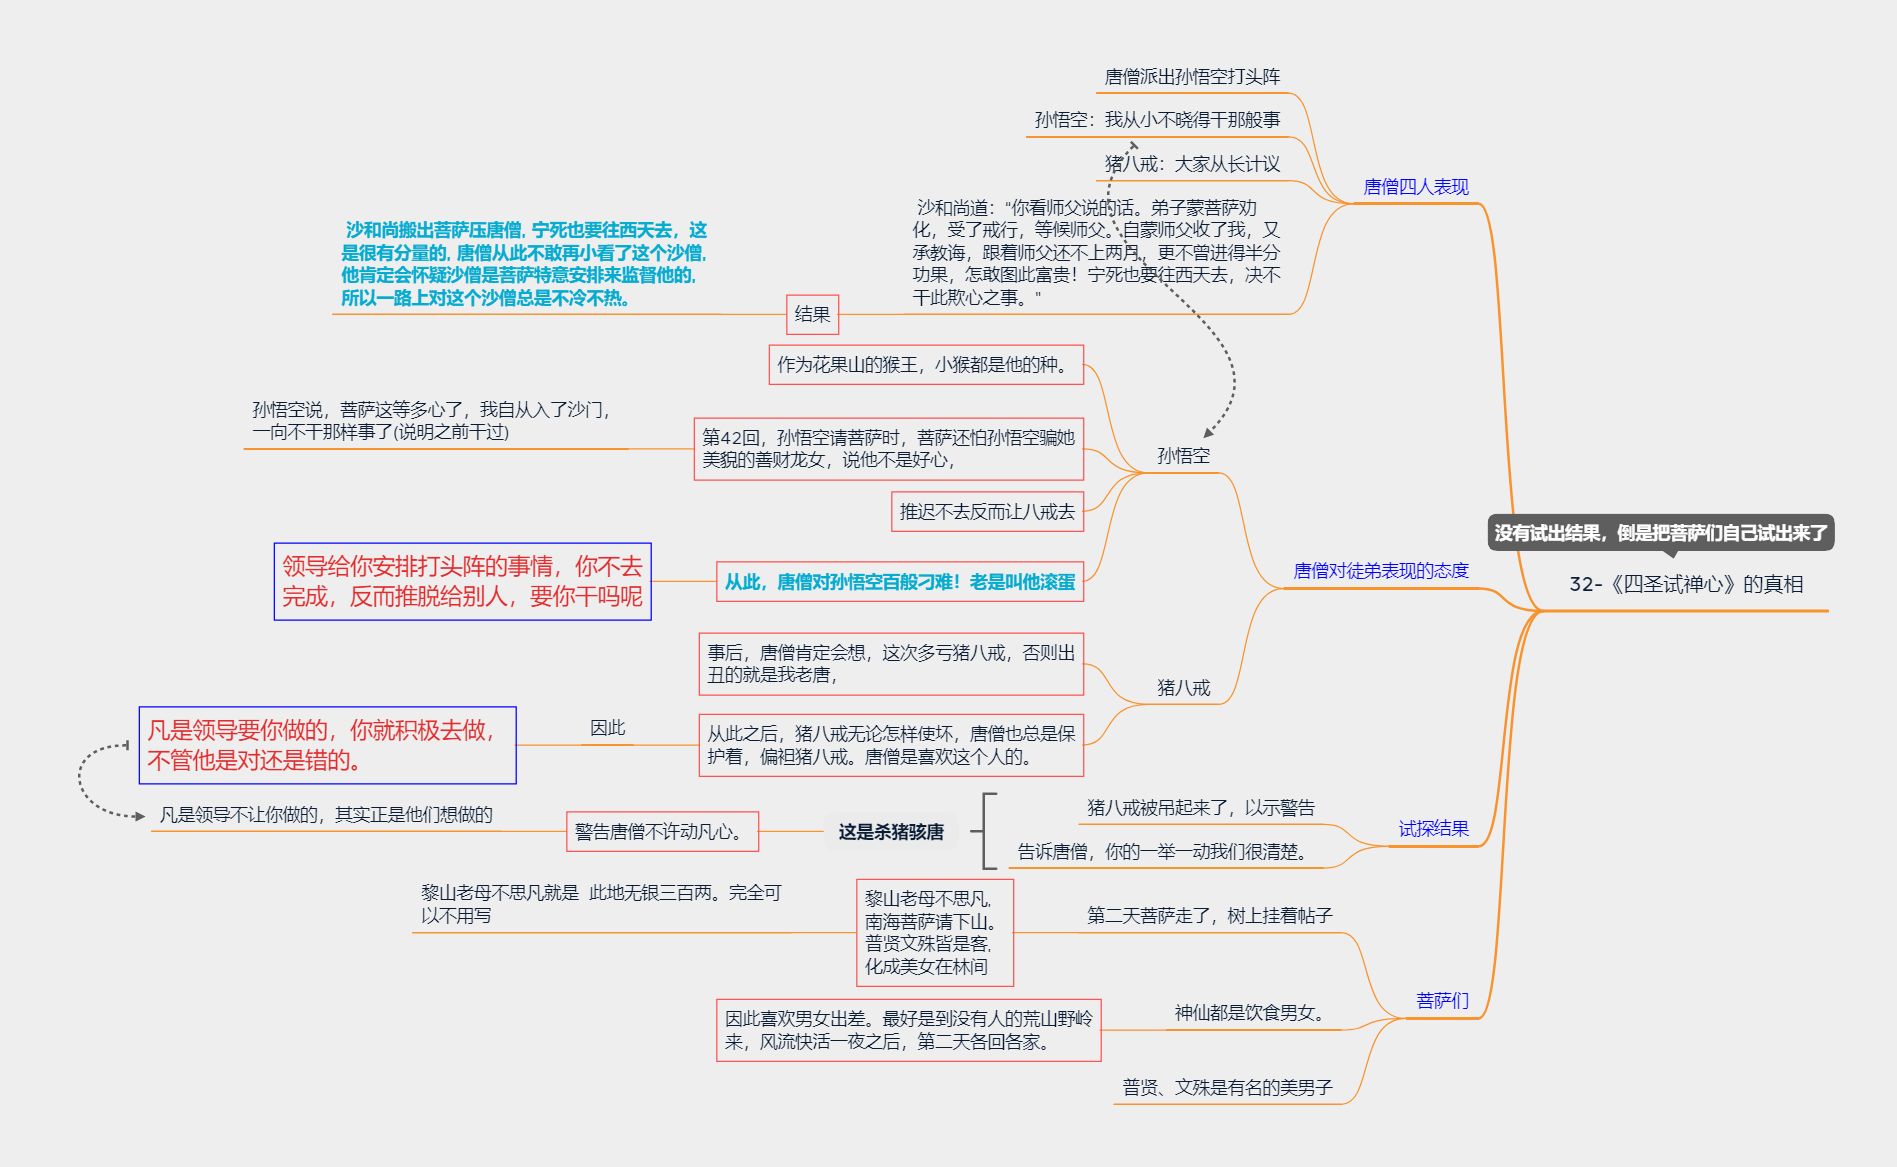 没有试出结果，倒是把菩萨们自己试出来了
32-《四圣试禅心》的真相
唐僧四人表现
唐僧派出孙悟空打头阵
孙悟空：我从小不晓得干那般事
猪八戒：大家从长计议
沙和尚道："你看师父说的话。弟子蒙菩萨劝
化，受了戒行，等候师父。自蒙师父收了我，又
承教诲，跟着师父还不上两月，更不曾进得半分
功果，怎敢图此富贵！宁死也要往西天去，决不
干此欺心之事。"
结果
沙和尚搬出菩萨压唐僧，宁死也要往西天去，这
是很有分量的，唐僧从此不敢再小看了这个沙僧，
他肯定会怀疑沙僧是菩萨特意安排来监督他的，
所以一路上对这个沙僧总是不冷不热。
唐僧对徒弟表现的态度
孙悟空
作为花果山的猴王，小猴都是他的种。
第42回，孙悟空请菩萨时，菩萨还怕孙悟空骗她
美貌的善财龙女，说他不是好心，
孙悟空说，菩萨这等多心了，我自从入了沙门，
一向不干那样事了(说明之前干过)
推迟不去反而让八戒去
从此，唐僧对孙悟空百般刁难！老是叫他滚蛋
领导给你安排打头阵的事情，你不去
完成，反而推脱给别人，要你干吗呢
猪八戒
事后，唐僧肯定会想，这次多亏猪八戒，否则出
丑的就是我老唐，
从此之后，猪八戒无论怎样使坏，唐僧也总是保
护着，偏袒猪八戒。唐僧是喜欢这个人的。
因此
凡是领导要你做的，你就积极去做，
不管他是对还是错的。
试探结果
猪八戒被吊起来了，以示警告
告诉唐僧，你的一举一动我们很清楚。
这是杀猪骇唐
警告唐僧不许动凡心。
凡是领导不让你做的，其实正是他们想做的
菩萨们
第二天菩萨走了，树上挂着帖子
黎山老母不思凡，
南海菩萨请下山。
普贤文殊皆是客，
化成美女在林间
黎山老母不思凡就是  此地无银三百两。完全可
以不用写
神仙都是饮食男女。
因此喜欢男女出差。最好是到没有人的荒山野岭
来，风流快活一夜之后，第二天各回各家。
普贤、文殊是有名的美男子